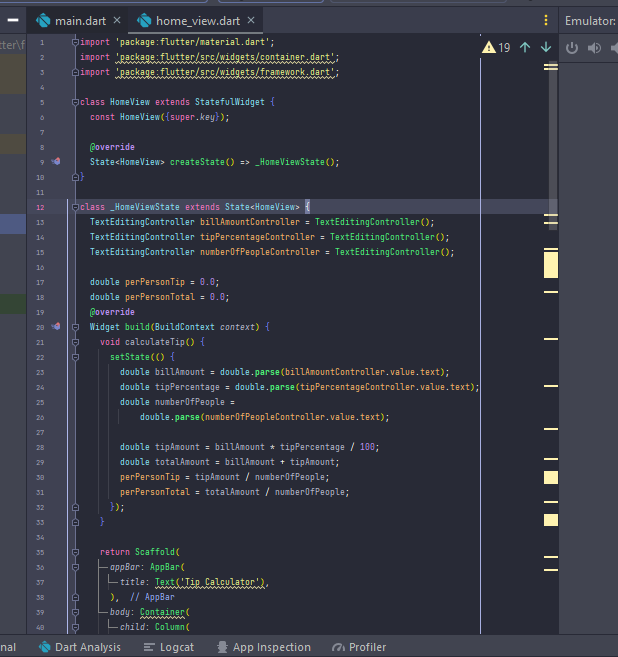 main.dart
home_view.dart
Emulator:
19
1 import 'package:flutter/material.dart';
2 import 'package:flutter/src/widgets/container.dart';
3 import 'package:flutter/src/widgets/framework.dart';
4
5 class HomeView extends StatefulWidget {
6 const HomeView({super.key});
7
8 @override
9 State<HomeView> createState() => _HomeViewState();
10 }
11
12 class _HomeViewState extends State<HomeView> {
13 TextEditingController billAmountController = TextEditingController();
14 TextEditingController tipPercentageController = TextEditingController();
15 TextEditingController numberOfPeopleController = TextEditingController();
16
17 double perPersonTip = 0.0;
18 double perPersonTotal = 0.0;
19 @override
20 Widget build(BuildContext context) {
21 void calculateTip() {
22 setState(() {
23 double billAmount = double.parse(billAmountController.value.text);
24 double tipPercentage = double.parse(tipPercentageController.value.text);
25 double numberOfPeople =
26 double.parse(numberOfPeopleController.value.text);
27
28 double tipAmount = billAmount * tipPercentage / 100;
29 double totalAmount = billAmount + tipAmount;
30 perPersonTip = tipAmount / numberOfPeople;
31 perPersonTotal = totalAmount / numberOfPeople;
32 });
33 }
34
35 return Scaffold(
36 appBar: AppBar(
37 title: Text('Tip Calculator'),
38 ), // AppBar
39 body: Container(
40 child: Column(
nal
Dart Analysis
Logcat
App Inspection
Profiler